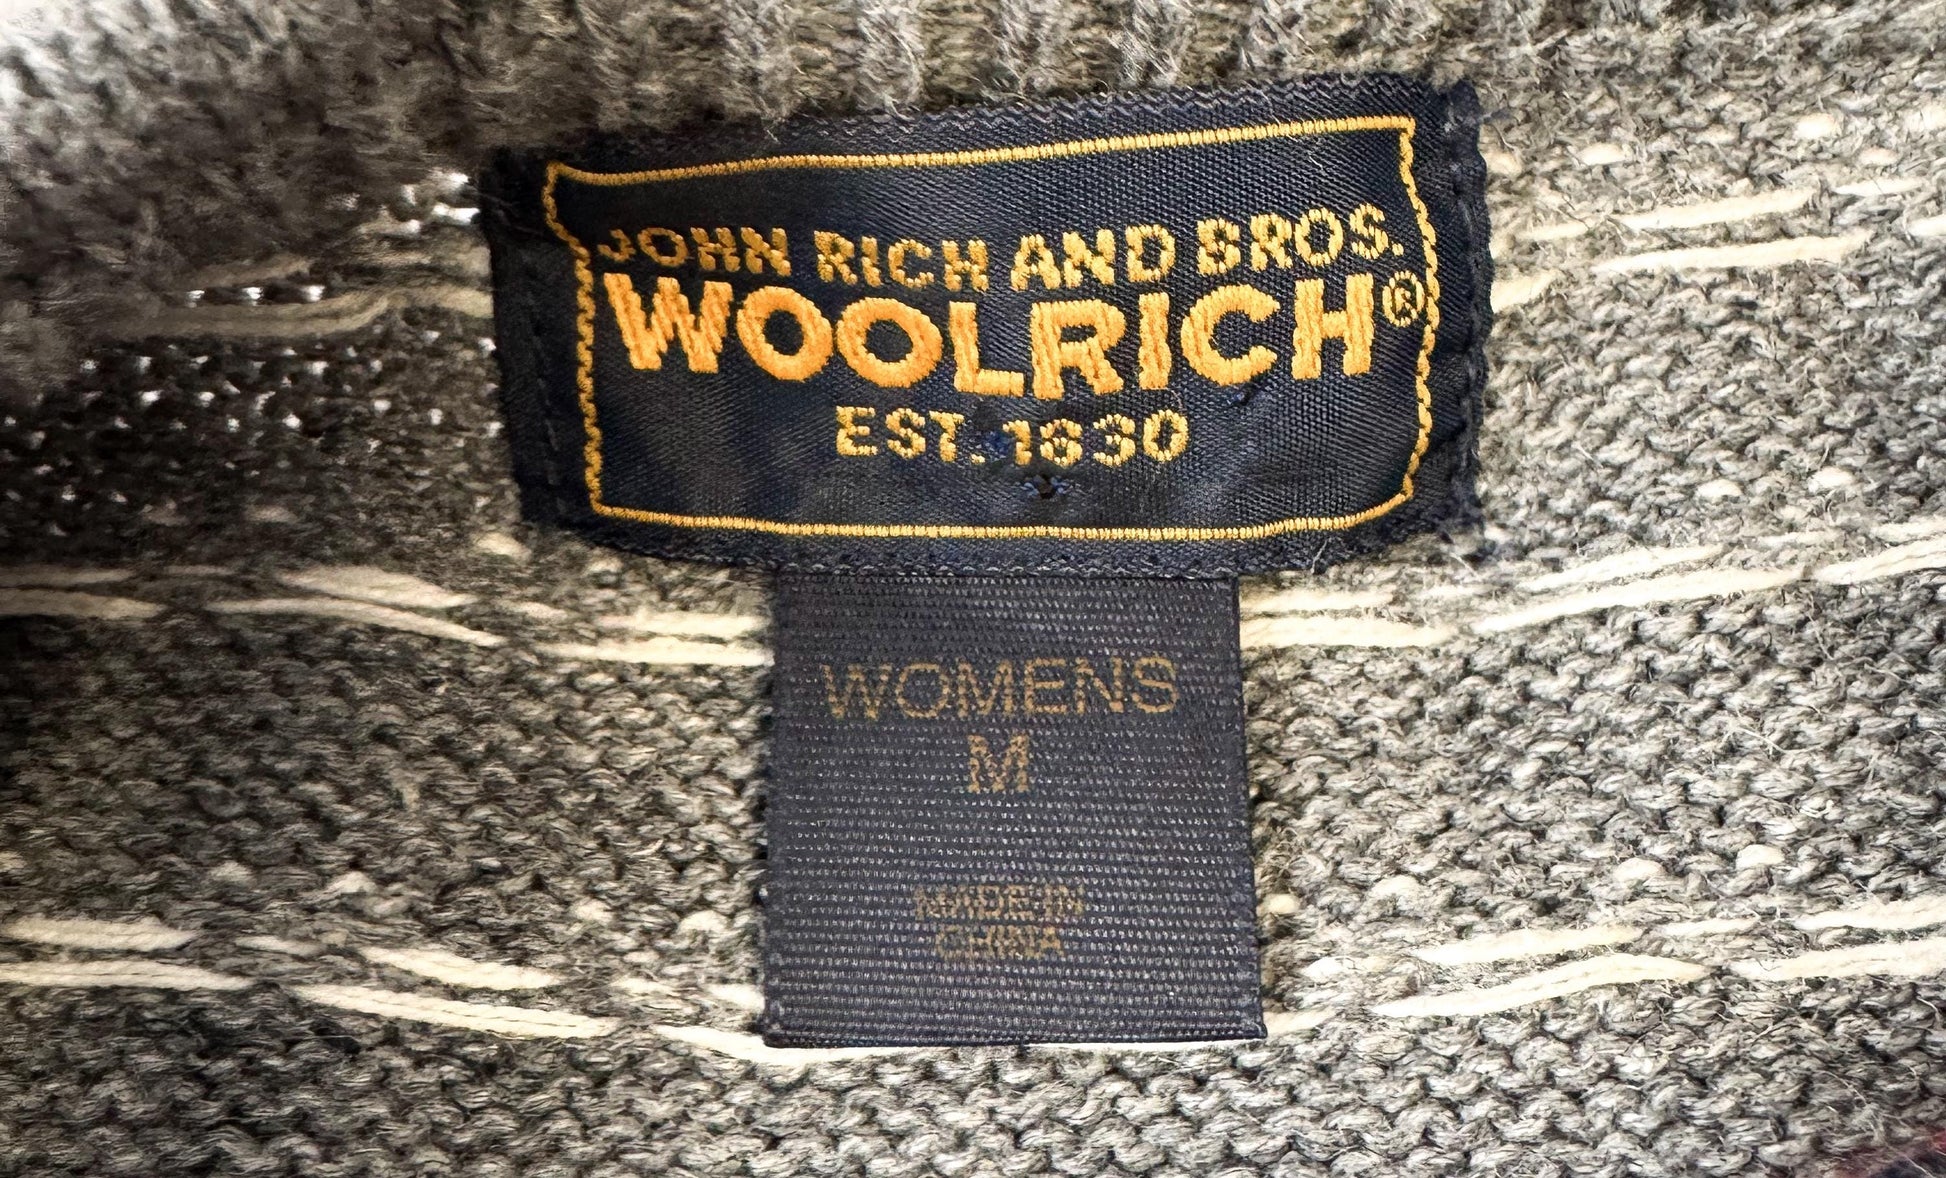 JOHN RICH AND BROS.
WOOLRICH®
EST. 1830
WOMENS
M
MADE IN
CHINA